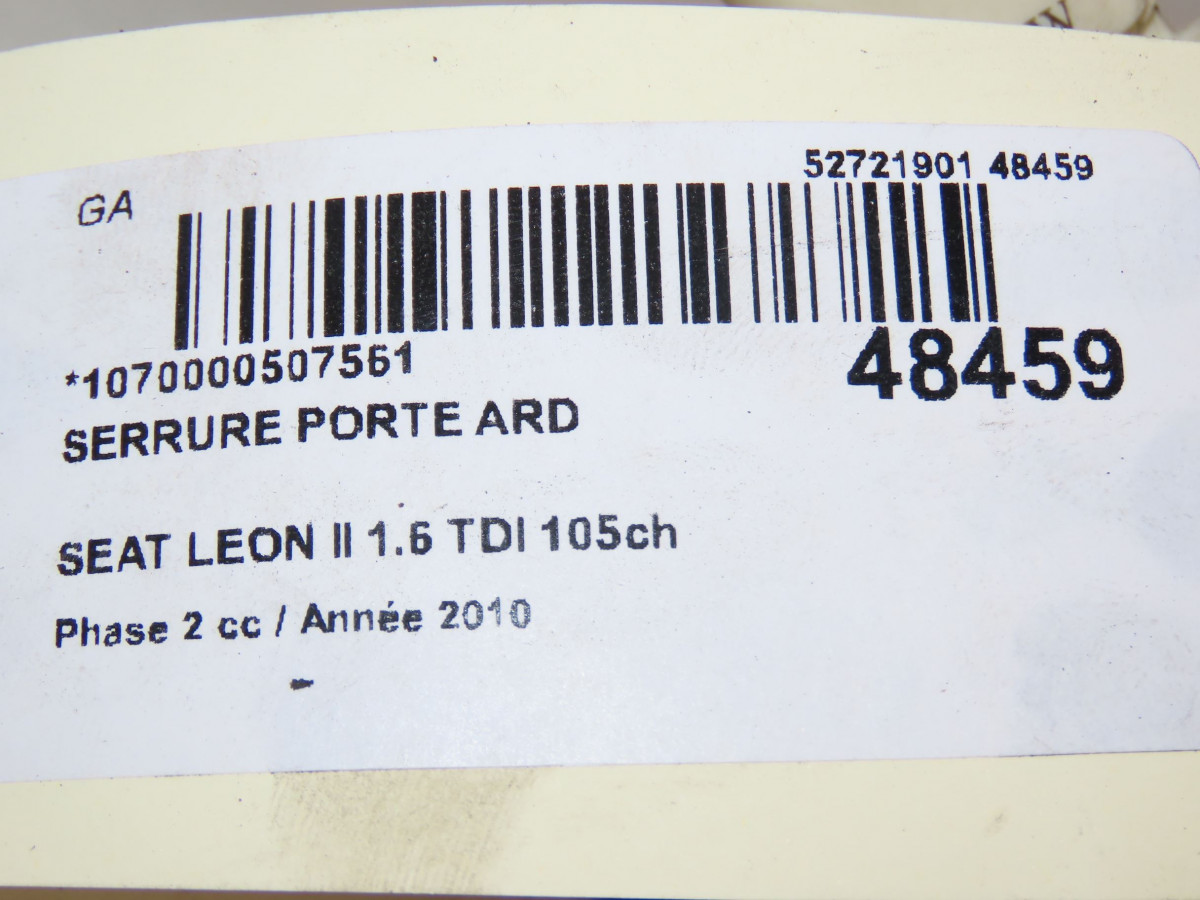 52721901 48459
GA
*1070000507561
48459
SERRURE PORTE ARD
SEAT LEON II 1.6 TDI 105ch
Phase 2 cc / Année 2010
-